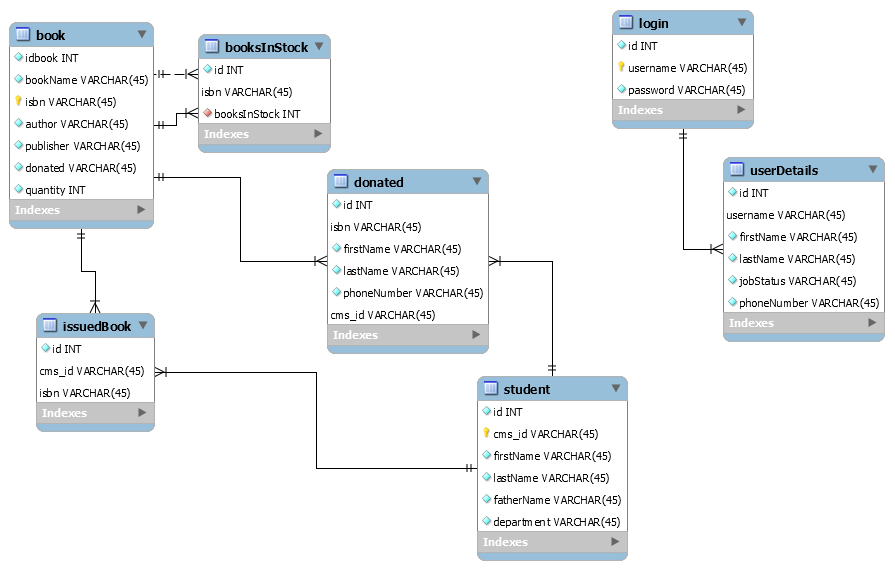 book
idbook INT
bookName VARCHAR(45)
isbn VARCHAR(45)
author VARCHAR(45)
publisher VARCHAR(45)
donated VARCHAR(45)
quantity INT
Indexes
booksInStock
id INT
isbn VARCHAR(45)
booksInStock INT
Indexes
login
id INT
username VARCHAR(45)
password VARCHAR(45)
Indexes
donated
id INT
isbn VARCHAR(45)
firstName VARCHAR(45)
lastName VARCHAR(45)
phoneNumber VARCHAR(45)
cms_id VARCHAR(45)
Indexes
userDetails
id INT
username VARCHAR(45)
firstName VARCHAR(45)
lastName VARCHAR(45)
jobStatus VARCHAR(45)
phoneNumber VARCHAR(45)
Indexes
issuedBook
id INT
cms_id VARCHAR(45)
isbn VARCHAR(45)
Indexes
student
id INT
cms_id VARCHAR(45)
firstName VARCHAR(45)
lastName VARCHAR(45)
fatherName VARCHAR(45)
department VARCHAR(45)
Indexes